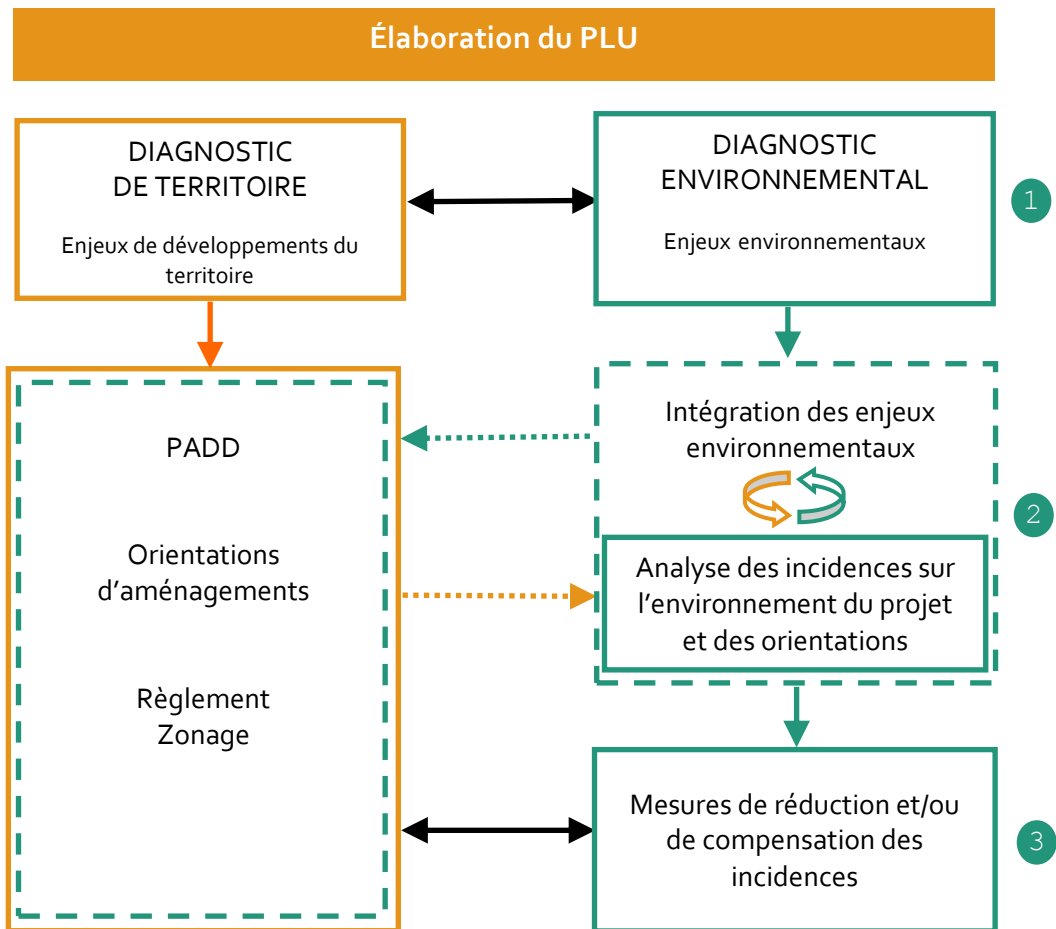 Élaboration du PLU
DIAGNOSTIC
DE TERRITOIRE
Enjeux de développements du
territoire
DIAGNOSTIC
ENVIRONNEMENTAL
Enjeux environnementaux
1
PADD
Orientations
d'aménagements
Règlement
Zonage
Intégration des enjeux
environnementaux
Analyse des incidences sur
l'environnement du projet
et des orientations
2
Mesures de réduction et/ou
de compensation des
incidences
3